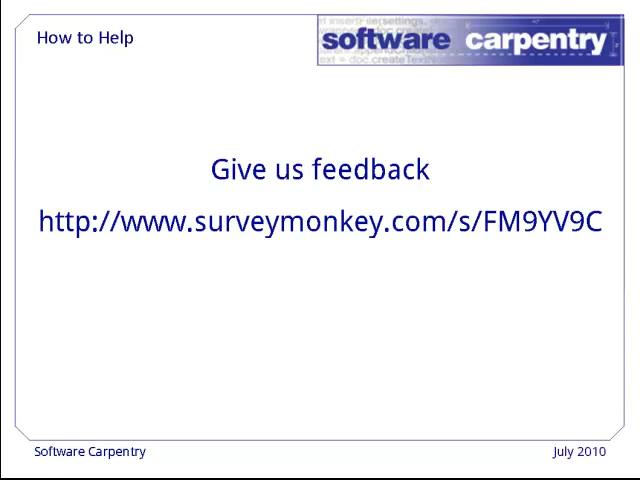 How to Help
software carpentry
Give us feedback
http://www.surveymonkey.com/s/FM9YV9C
Software Carpentry
July 2010